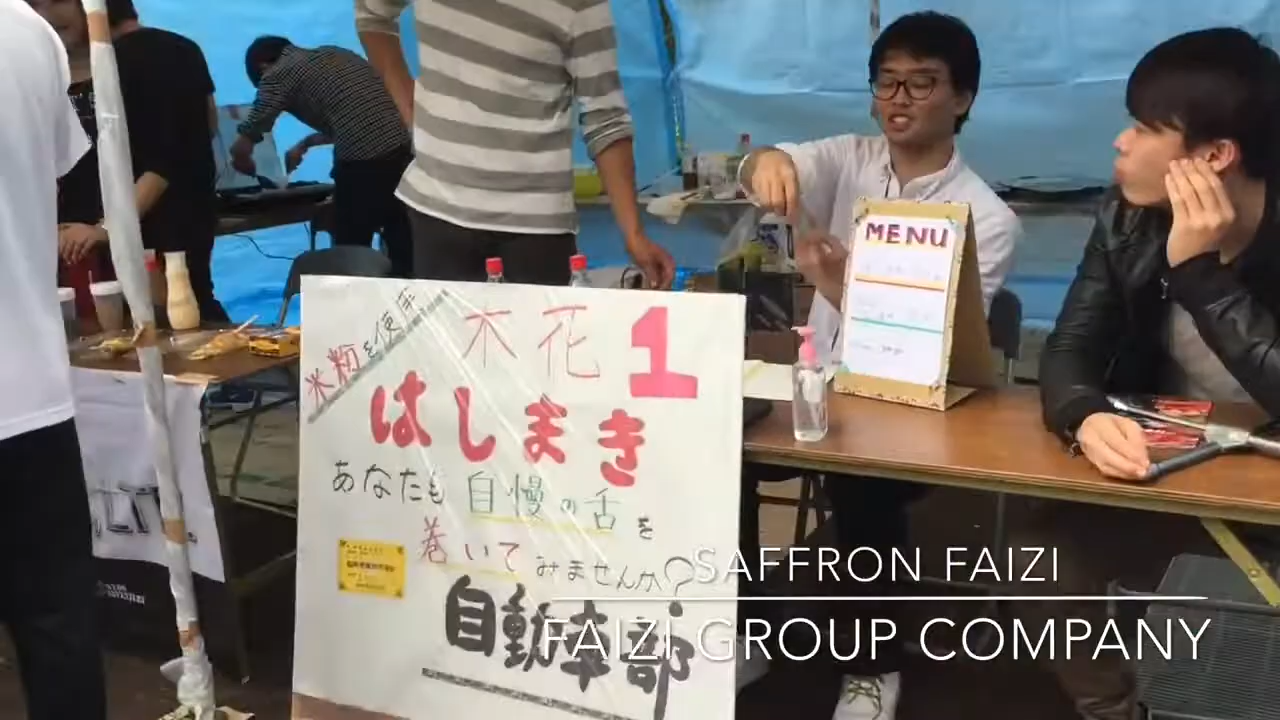 米粉を使用
木花1
はしまき
あなたも自慢の舌を
巻いてみませんか?
自動車部
MENU
SAFFRON FAIZI
FAIZI GROUP COMPANY